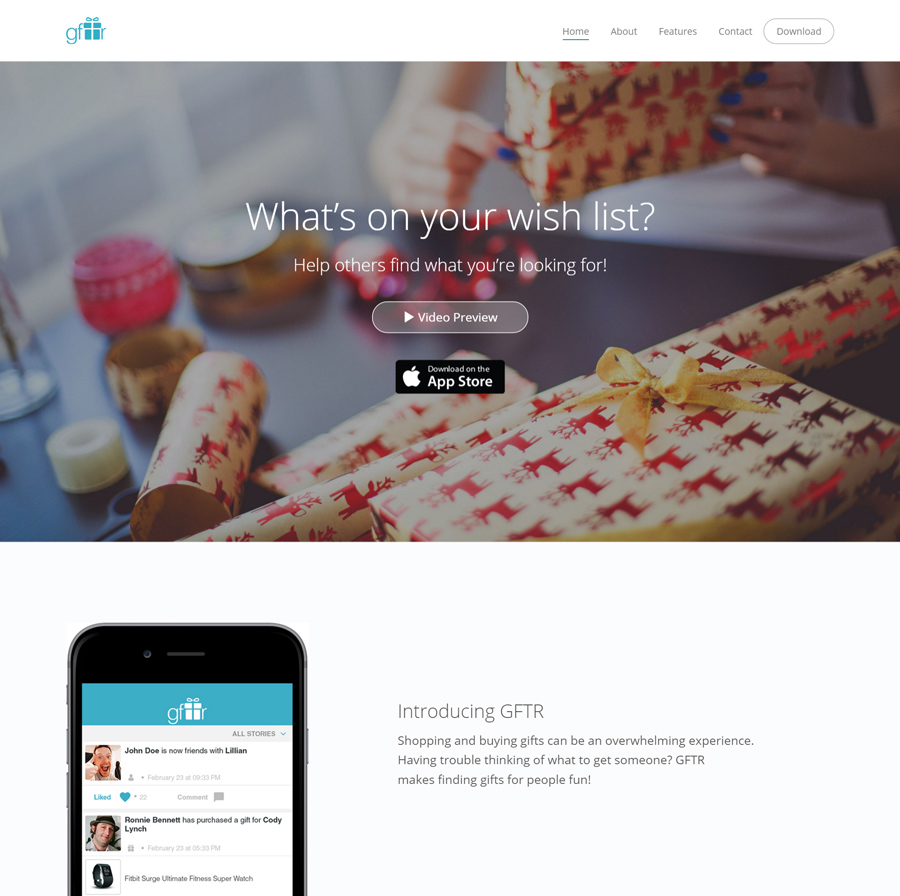 gftr
Home About Features Contact Download
What's on your wish list?
Help others find what you're looking for!
Video Preview
Download on the
App Store
Introducing GFTR
Shopping and buying gifts can be an overwhelming experience.
Having trouble thinking of what to get someone? GFTR
makes finding gifts for people fun!
gftr
ALL STORIES
John Doe is now friends with Lillian
• February 23 at 09:33 PM
Liked • 22 Comment
Ronnie Bennett has purchased a gift for Cody
Lynch
• February 23 at 05:33 PM
Fitbit Surge Ultimate Fitness Super Watch